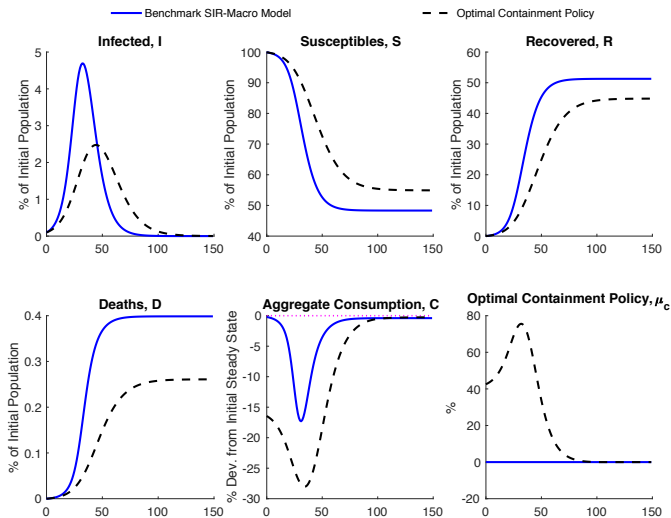 Benchmark SIR-Macro Model
Optimal Containment Policy
Infected, I
Susceptibles, S
Recovered, R
% of Initial Population
5
4
3
2
1
0
0 50 100 150
% of Initial Population
100
90
80
70
60
50
40
0 50 100 150
% of Initial Population
60
50
40
30
20
10
0
0 50 100 150
Deaths, D
Aggregate Consumption, C
Optimal Containment Policy, μc
% of Initial Population
0.4
0.3
0.2
0.1
0
0 50 100 150
% Dev. from Initial Steady State
0
-5
-10
-15
-20
-25
-30
0 50 100 150
%
80
60
40
20
0
-20
0 50 100 150